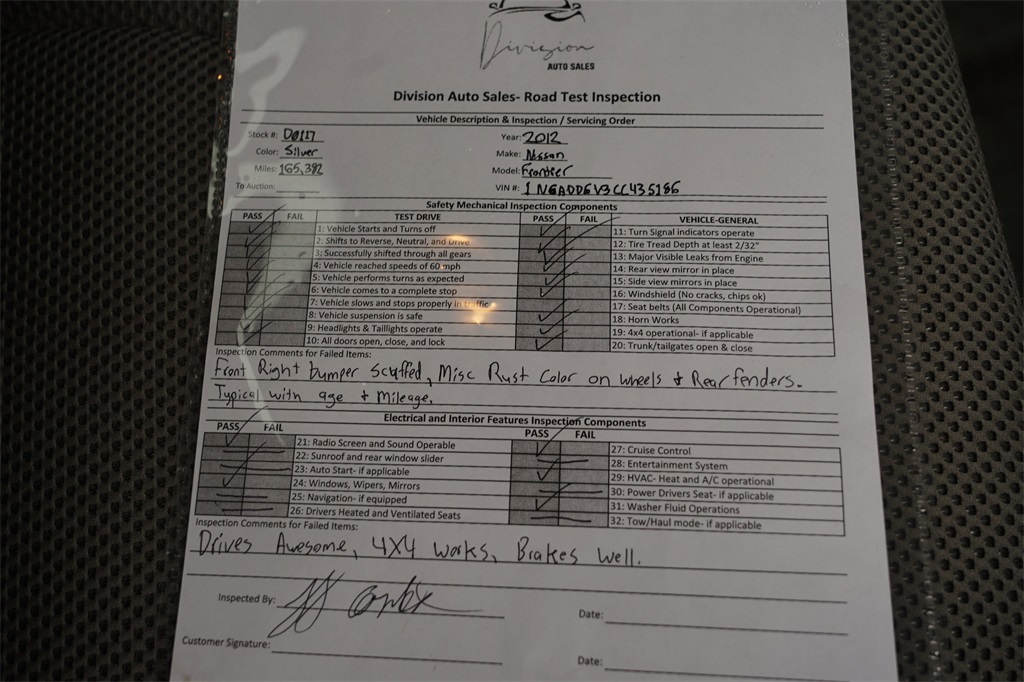 Division
AUTO SALES
Division Auto Sales- Road Test Inspection
Vehicle Description & Inspection / Servicing Order
Stock #: D0117 Year: 2012
Color: Silver Make: Nissan
Miles: 165,382 Model: Frontier
To Auction: VIN #:
Safety Mechanical Inspection Components
PASS FAIL TEST DRIVE PASS FAIL VEHICLE-GENERAL
1: Vehicle Starts and Turns off 11: Turn Signal indicators operate
2: Shifts to Reverse, Neutral, and Drive 12: Tire Tread Depth at least 2/32"
3: Successfully shifted through all gears 13: Major Visible Leaks from Engine
4: Vehicle reached speeds of 60 mph 14: Rear view mirror in place
5: Vehicle performs turns as expected 15: Side view mirrors in place
6: Vehicle comes to a complete stop 16: Windshield (No cracks, chips ok)
7: Vehicle slows and stops properly in traffic 17: Seat belts (All Components Operational)
8: Vehicle suspension is safe 18: Horn Works
9: Headlights & Taillights operate 19: 4x4 operational- if applicable
10: All doors open, close, and lock 20: Trunk/tailgates open & close
Inspection Comments for Failed Items:
Front Right bumper Scuffed, Misc Rust Color on wheels & Rear fenders.
Typical with age + Mileage.
Electrical and Interior Features Inspection Components
PASS FAIL PASS FAIL
21: Radio Screen and Sound Operable 27: Cruise Control
22: Sunroof and rear window slider 28: Entertainment System
23: Auto Start- if applicable 29: HVAC- Heat and A/C operational
24: Windows, Wipers, Mirrors 30: Power Drivers Seat- if applicable
25: Navigation- if equipped 31: Washer Fluid Operations
26: Drivers Heated and Ventilated Seats 32: Tow/Haul mode- if applicable
Inspection Comments for Failed Items:
Drives Awesome, 4X4 works, Brakes Well.
Inspected By: Date:
Customer Signature: Date: